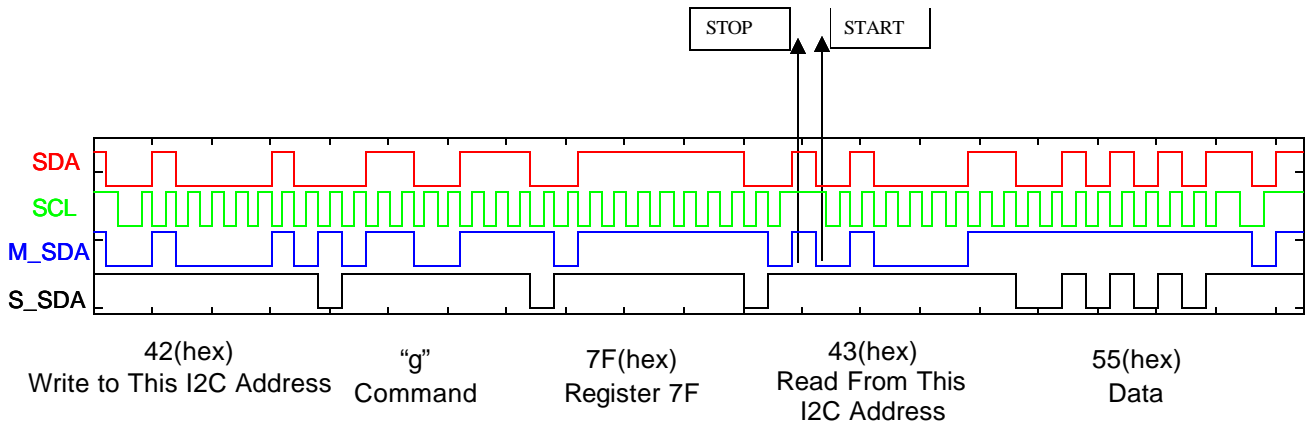 STOP
START
SDA
SCL
M_SDA
S_SDA
42(hex)
Write to This I2C Address
“g”
Command
7F(hex)
Register 7F
43(hex)
Read From This
I2C Address
55(hex)
Data